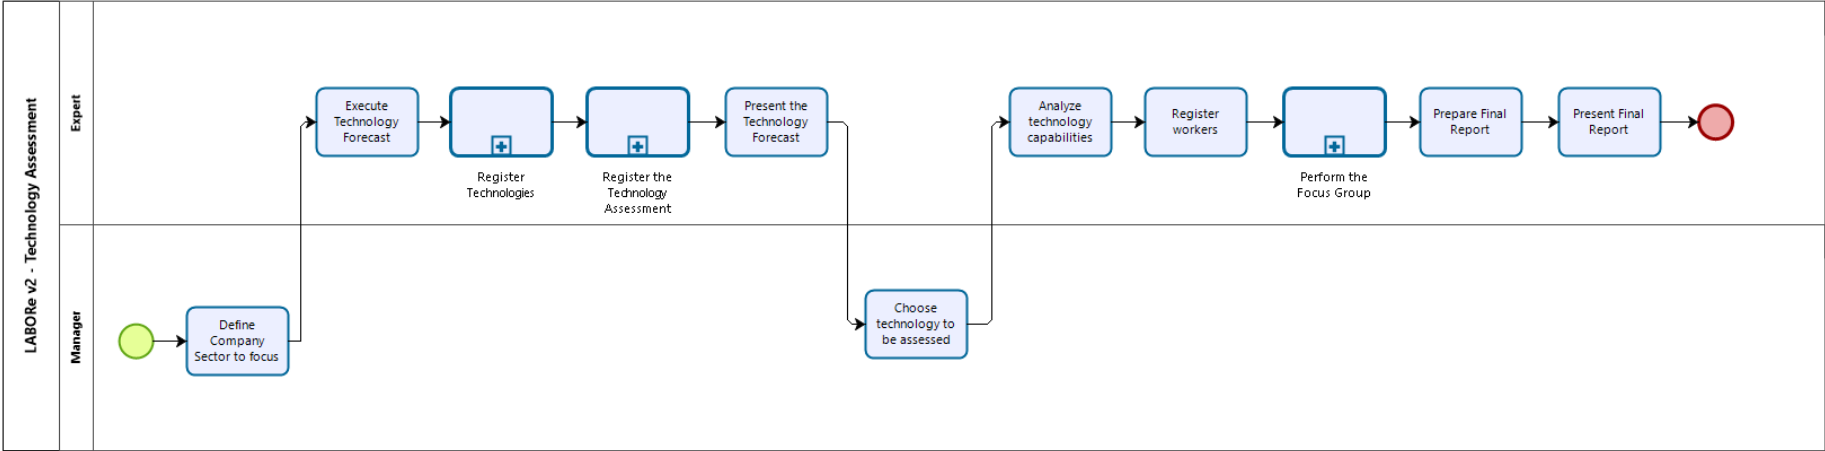 LABORe v2 - Technology Assessment
Expert
Execute
Technology
Forecast
Register
Technologies
Register the
Technology
Assessment
Present the
Technology
Forecast
Analyze
technology
capabilities
Register
workers
Perform the
Focus Group
Prepare Final
Report
Present Final
Report
Manager
Define
Company
Sector to focus
Choose
technology to
be assessed